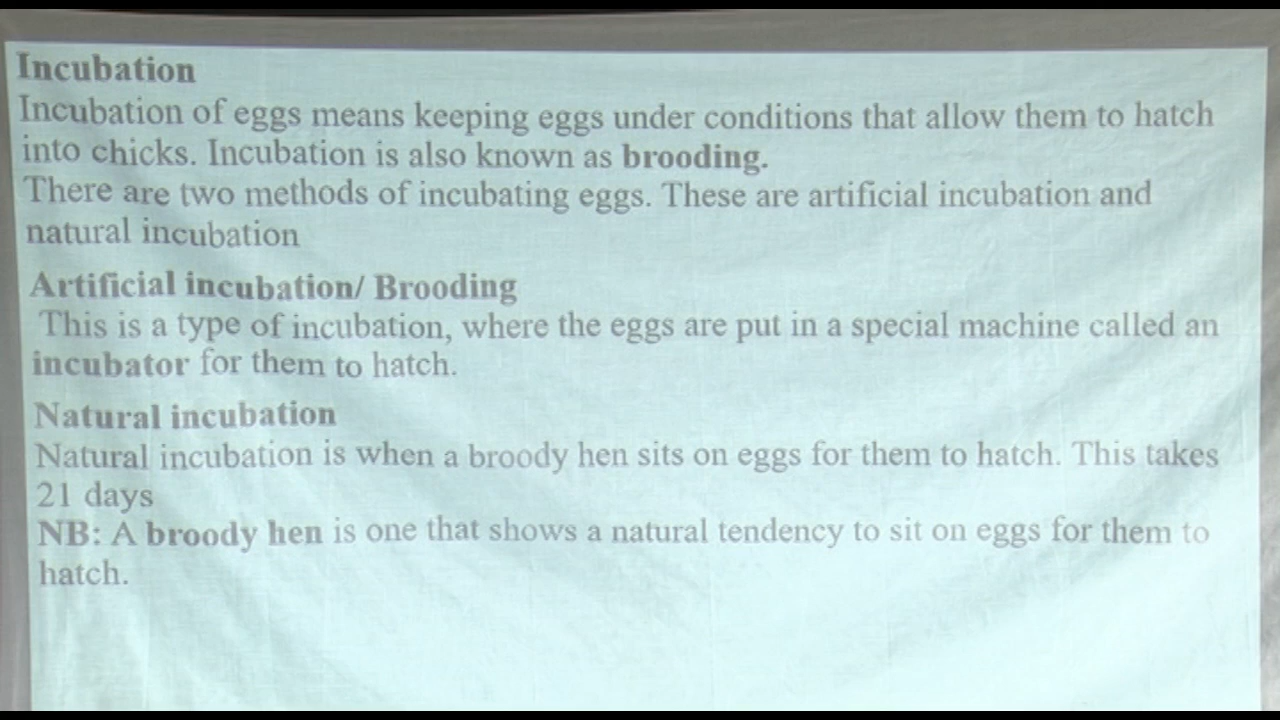 Incubation
Incubation of eggs means keeping eggs under conditions that allow them to hatch
into chicks. Incubation is also known as brooding.
There are two methods of incubating eggs. These are artificial incubation and
natural incubation
Artificial incubation/ Brooding
This is a type of incubation, where the eggs are put in a special machine called an
incubator for them to hatch.
Natural incubation
Natural incubation is when a broody hen sits on eggs for them to hatch. This takes
21 days
NB: A broody hen is one that shows a natural tendency to sit on eggs for them to
hatch.